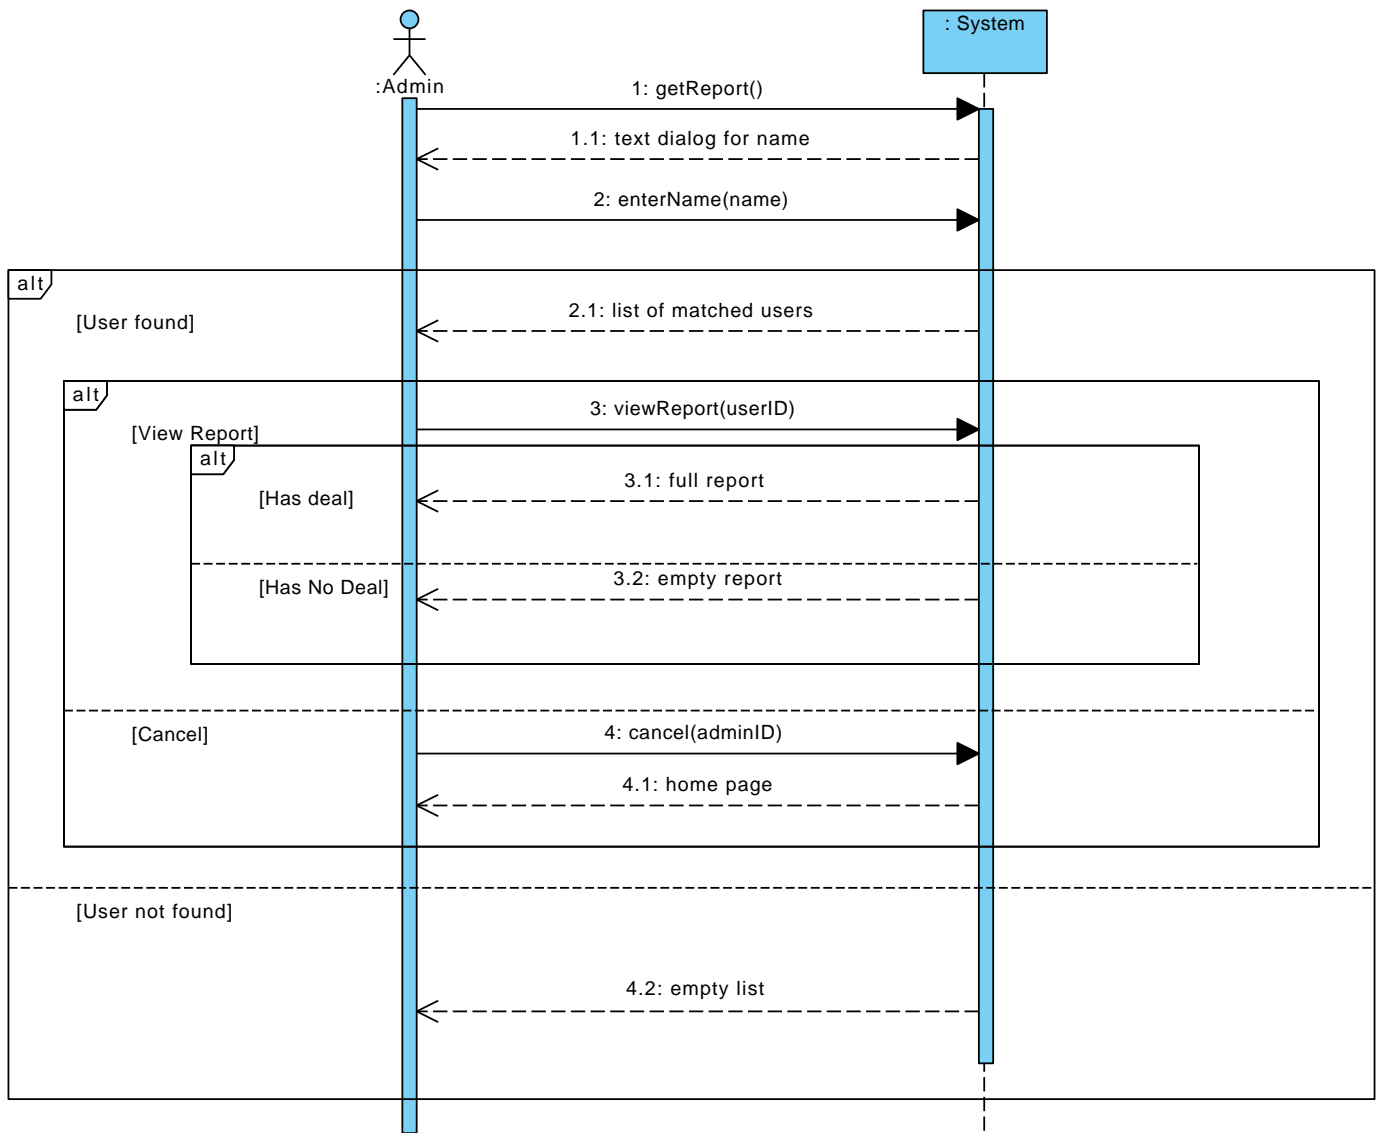 : System
:Admin
1: getReport()
1.1: text dialog for name
2: enterName(name)
alt
2.1: list of matched users
[User found]
alt
3: viewReport(userID)
[View Report]
alt
3.1: full report
[Has deal]
3.2: empty report
[Has No Deal]
4: cancel(adminID)
[Cancel]
4.1: home page
[User not found]
4.2: empty list